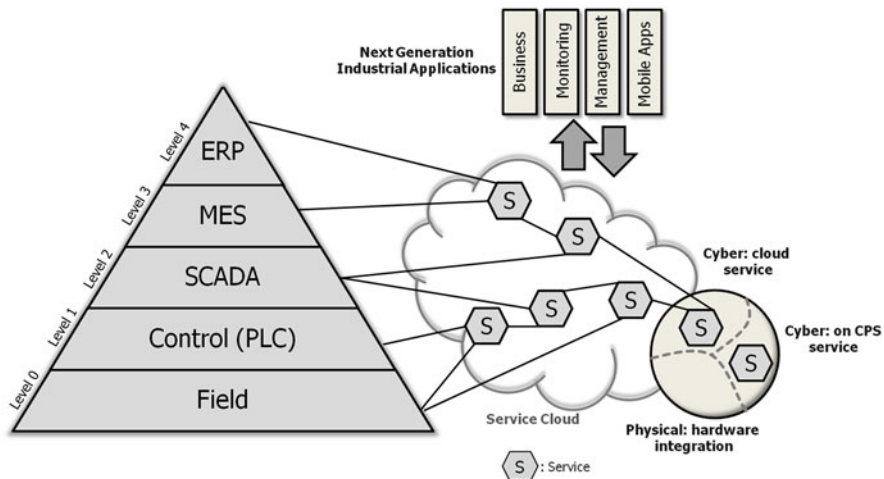 Next Generation
Industrial Applications
Business
Monitoring
Management
Mobile Apps
Level 4
ERP
Level 3
MES
Level 2
SCADA
Level 1
Control (PLC)
Level 0
Field
S
S
S
S
S
S
S
Cyber: cloud
service
Cyber: on CPS
service
Physical: hardware
integration
Service Cloud
S : Service